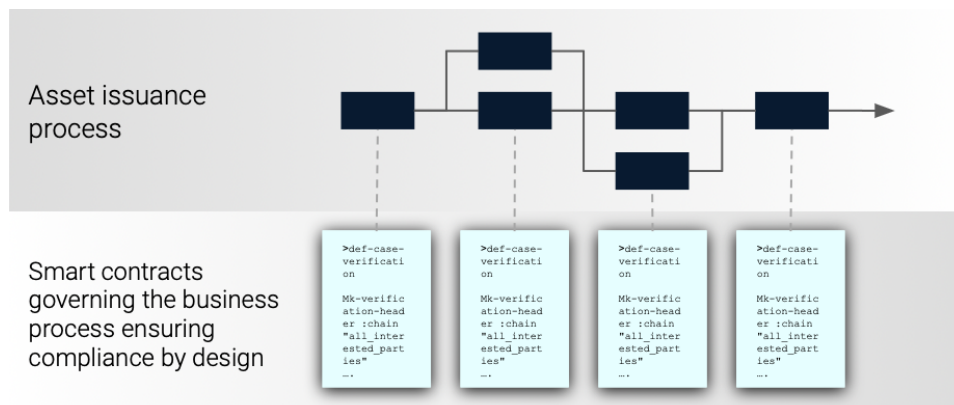 Asset issuance
process
Smart contracts
governing the business
process ensuring
compliance by design
>def-case-
verificati
on
Mk-verific
ation-head
er :chain
"all_inter
ested_part
ies"
….
>def-case-
verificati
on
Mk-verific
ation-head
er :chain
"all_inter
ested_part
ies"
….
>def-case-
verificati
on
Mk-verific
ation-head
er :chain
"all_inter
ested_part
ies"
….
>def-case-
verificati
on
Mk-verific
ation-head
er :chain
"all_inter
ested_part
ies"
….